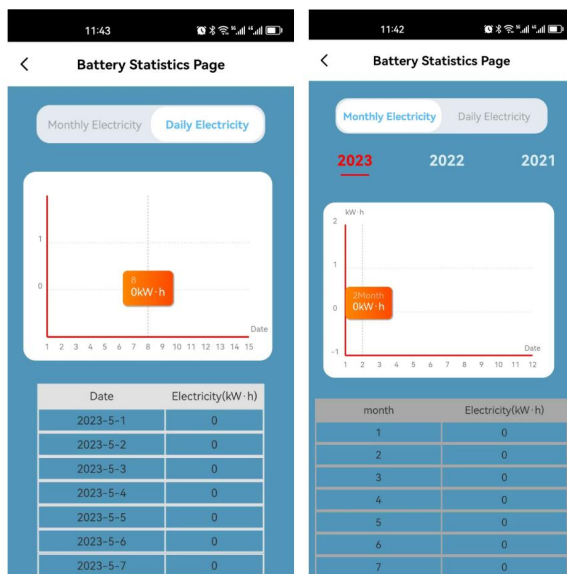 11:43
Battery Statistics Page
Monthly Electricity Daily Electricity
1
0
8
0kW·h
Date
1 2 3 4 5 6 7 8 9 10 11 12 13 14 15
Date Electricity(kW·h)
2023-5-1 0
2023-5-2 0
2023-5-3 0
2023-5-4 0
2023-5-5 0
2023-5-6 0
2023-5-7 0
11:42
Battery Statistics Page
Monthly Electricity Daily Electricity
2023 2022 2021
kW·h
2
1
0
-1
2Month
0kW·h
Date
1 2 3 4 5 6 7 8 9 10 11 12
month Electricity(kW·h)
1 0
2 0
3 0
4 0
5 0
6 0
7 0